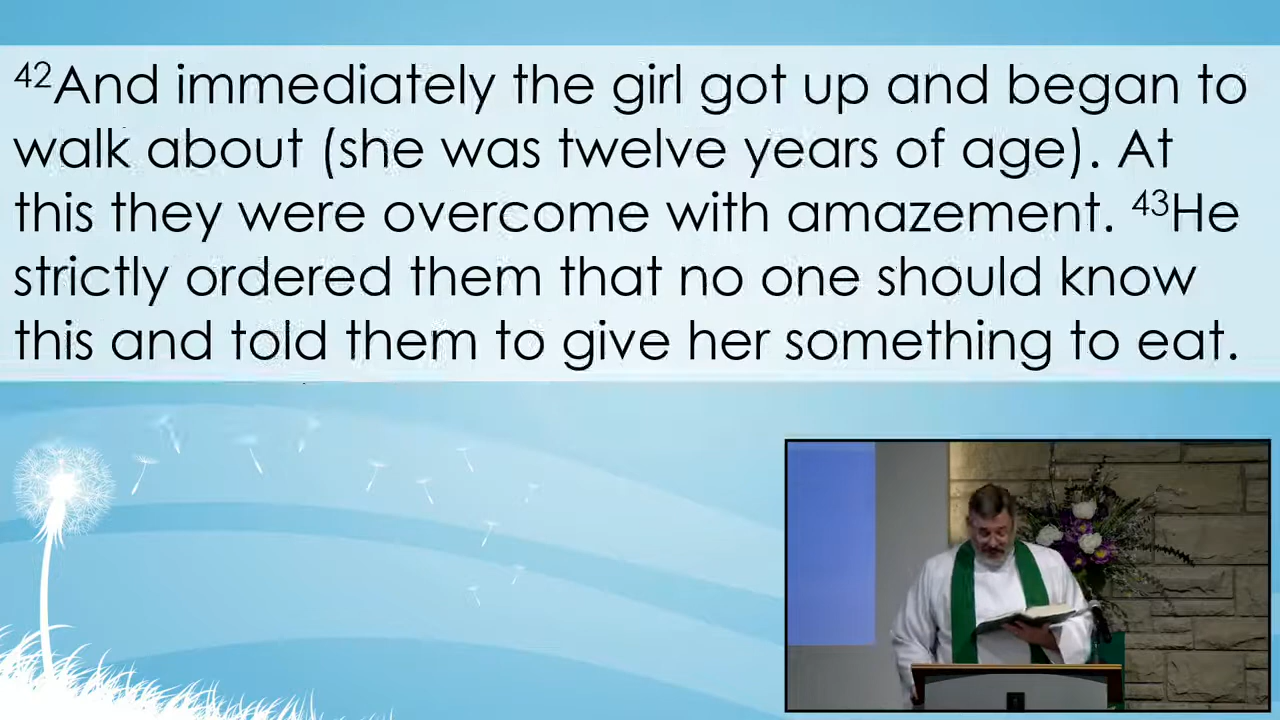 42And immediately the girl got up and began to
walk about (she was twelve years of age). At
this they were overcome with amazement. 43He
strictly ordered them that no one should know
this and told them to give her something to eat.